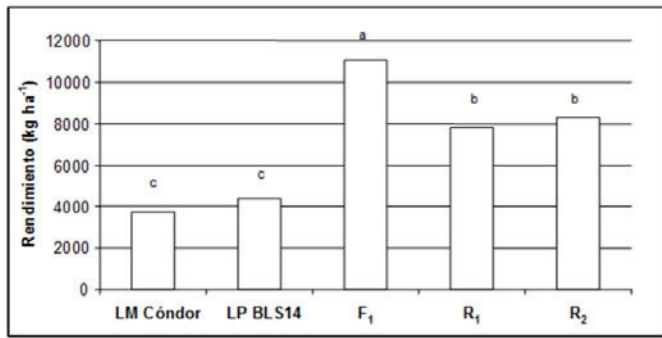 Rendimiento (kg ha⁻¹)
12000
10000
8000
6000
4000
2000
0
c
c
a
b
b
LM Cóndor LP BLS14 F₁ R₁ R₂